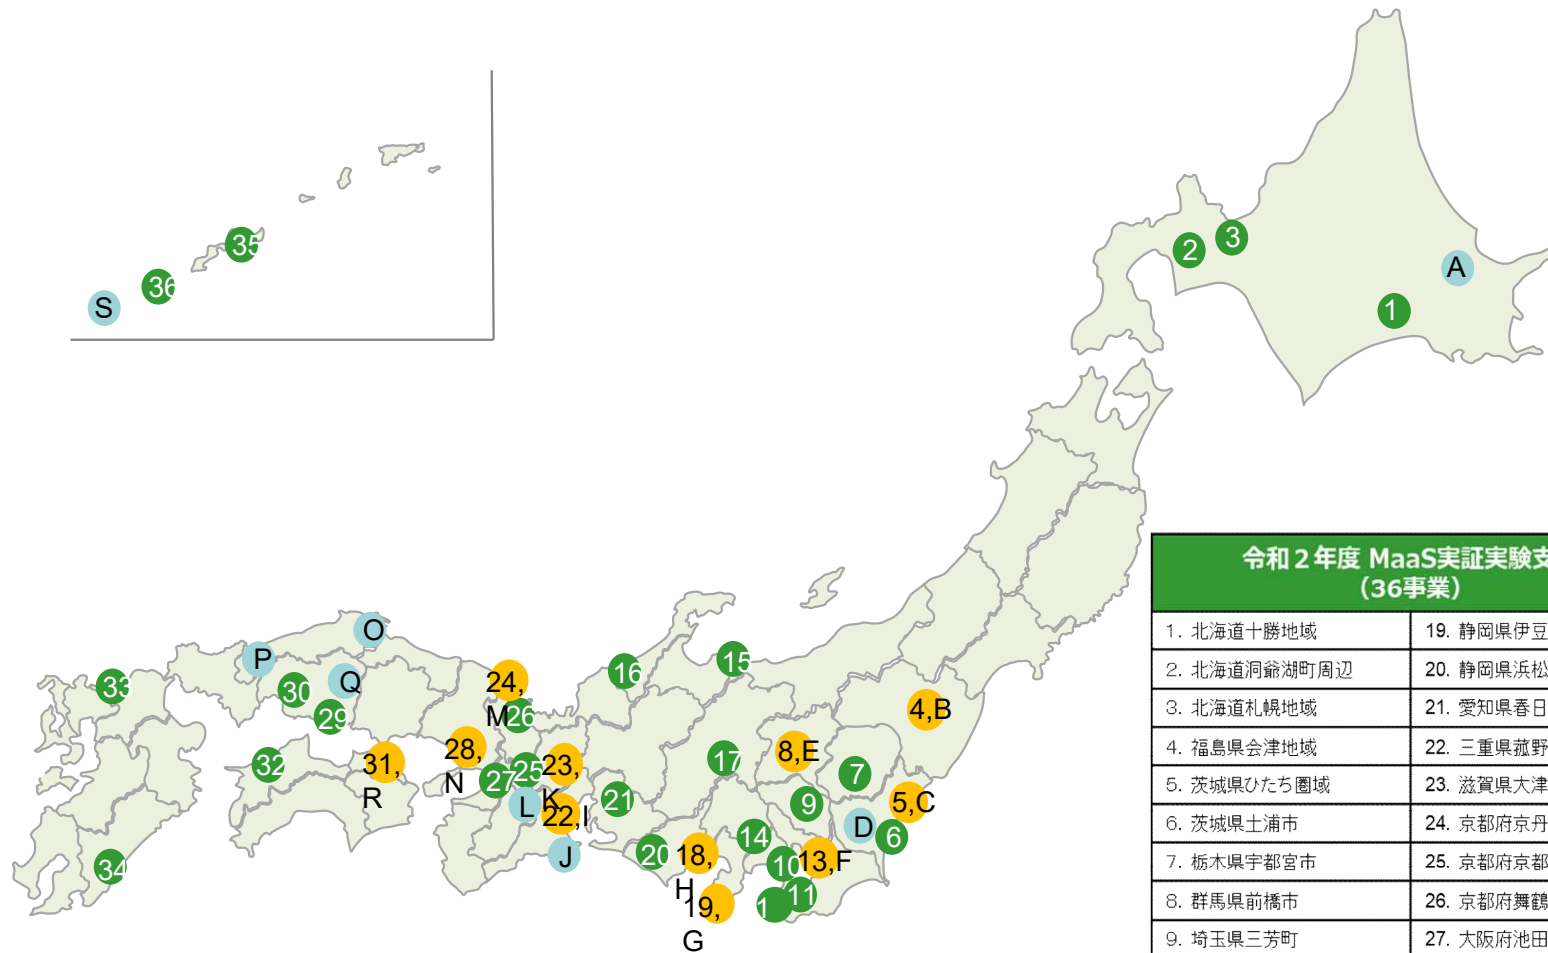 35
36
S
2
3
A
1
O
P
Q
33
30
29
32
31,
R
34
24,
M
26
28,
N
27
25
23,
K
L
22,I
J
16
15
21
20
17
18,
H
19,
G
14
10
11
1
13,F
9
8,E
7
4,B
5,C
D
6
令和２年度 MaaS実証実験支
（36事業）
1. 北海道十勝地域
19. 静岡県伊豆
2. 北海道洞爺湖町周辺
20. 静岡県浜松
3. 北海道札幌地域
21. 愛知県春日
4. 福島県会津地域
22. 三重県菰野
5. 茨城県ひたち圏域
23. 滋賀県大津
6. 茨城県土浦市
24. 京都府京丹
7. 栃木県宇都宮市
25. 京都府京都
8. 群馬県前橋市
26. 京都府舞鶴
9. 埼玉県三芳町
27. 大阪府池田